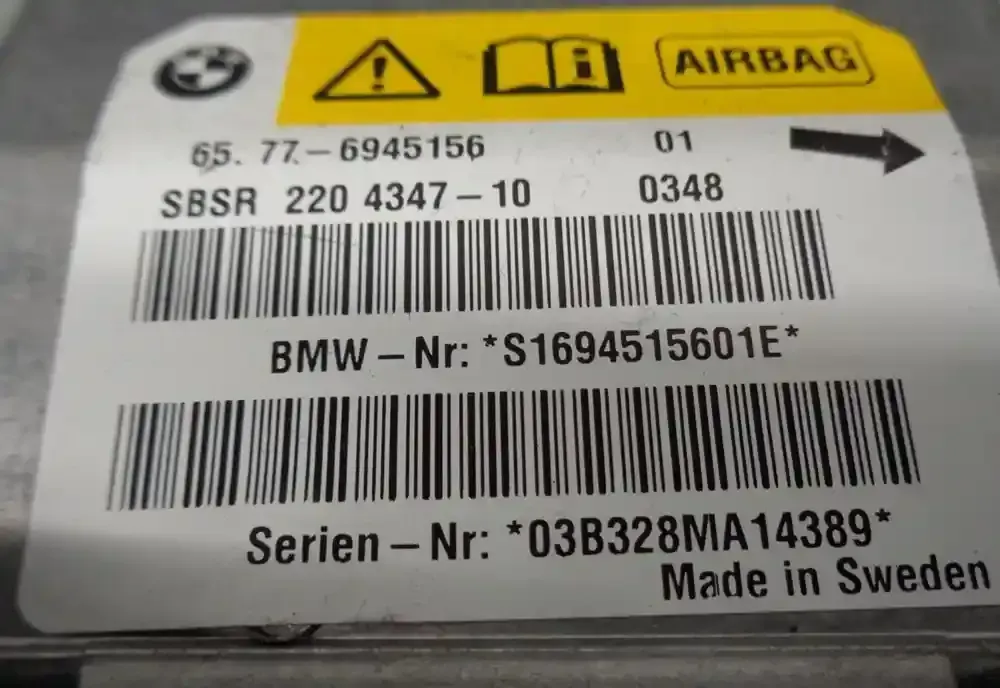 AIRBAG
65. 77-6945156 01
SBSR 220 4347-10 0348
BMW-Nr: *S1694515601E*
Serien-Nr: *03B328MA14389*
Made in Sweden